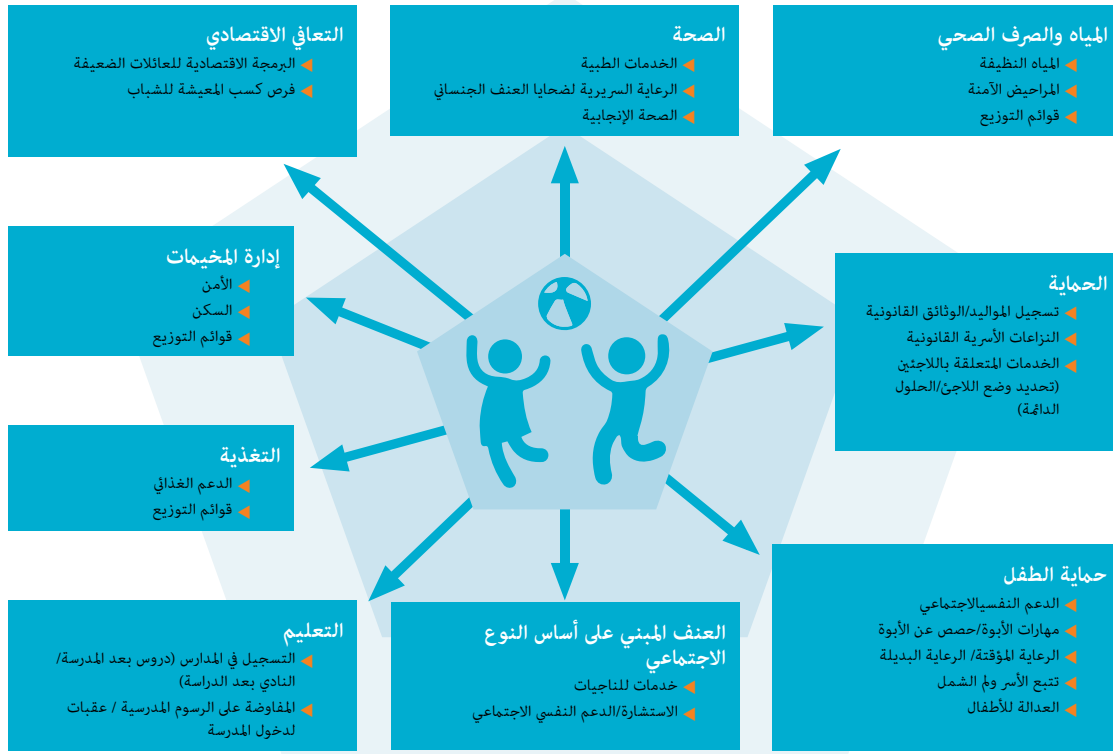 المياه والصرف الصحي
المياه النظيفة
المراحيض الآمنة
قوائم التوزيع
الصحة
الخدمات الطبية
الرعاية السريرية لضحايا العنف الجنساني
الصحة الإنجابية
التعافي الاقتصادي
البرمجة الاقتصادية للعائلات الضعيفة
فرص كسب المعيشة للشباب
الحماية
تسجيل المواليد/الوثائق القانونية
النزاعات الأسرية القانونية
الخدمات المتعلقة باللاجئين
(تحديد وضع اللاجئ/الحلول
الدائمة)
إدارة المخيمات
الأمن
السكن
قوائم التوزيع
التغذية
الدعم الغذائي
قوائم التوزيع
حماية الطفل
الدعم النفسيالاجتماعي
مهارات الأبوة/حصص عن الأبوة
الرعاية المؤقتة/ الرعاية البديلة
تتبع الأسر ولم الشمل
العدالة للأطفال
العنف المبني على أساس النوع
الاجتماعي
خدمات للناجيات
الاستشارة/الدعم النفسي الاجتماعي
التعليم
التسجيل في المدارس (دروس بعد المدرسة/
النادي بعد الدراسة)
المفاوضة على الرسوم المدرسية / عقبات
لدخول المدرسة